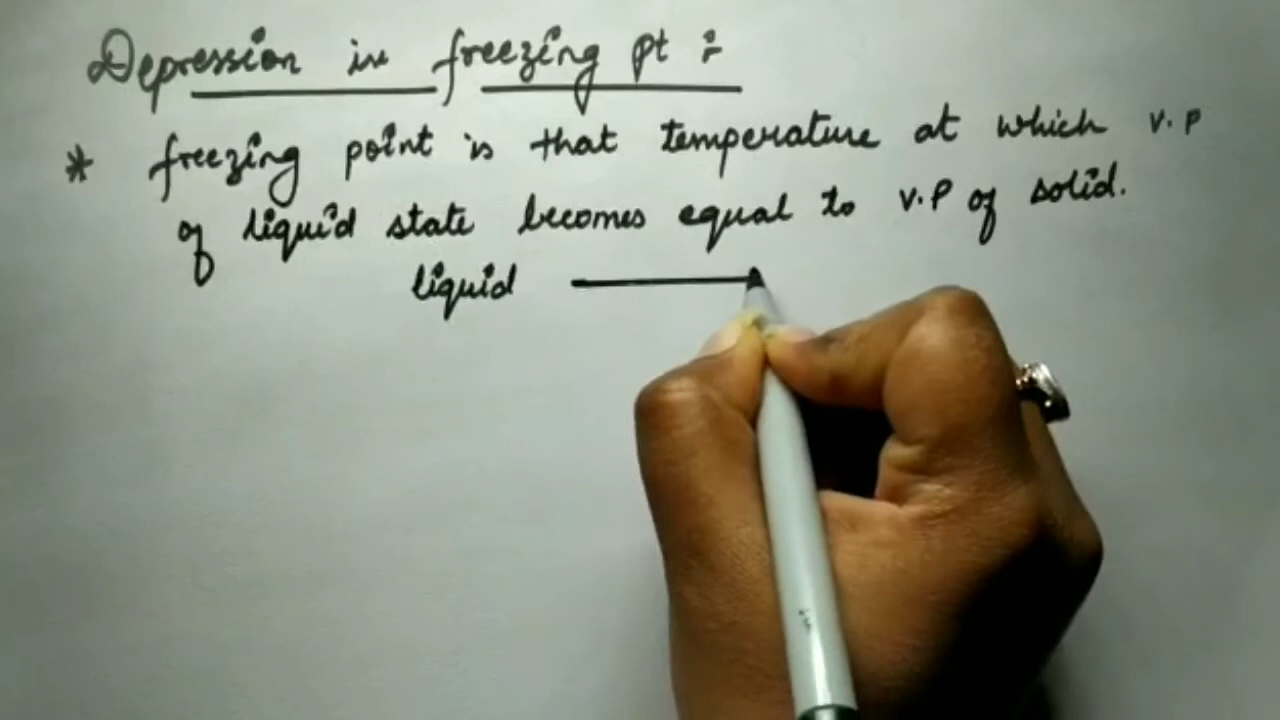 Depression in freezing pt :-
* freezing point is that temperature at which v.p
of liquid state becomes equal to v.p of solid.
liquid